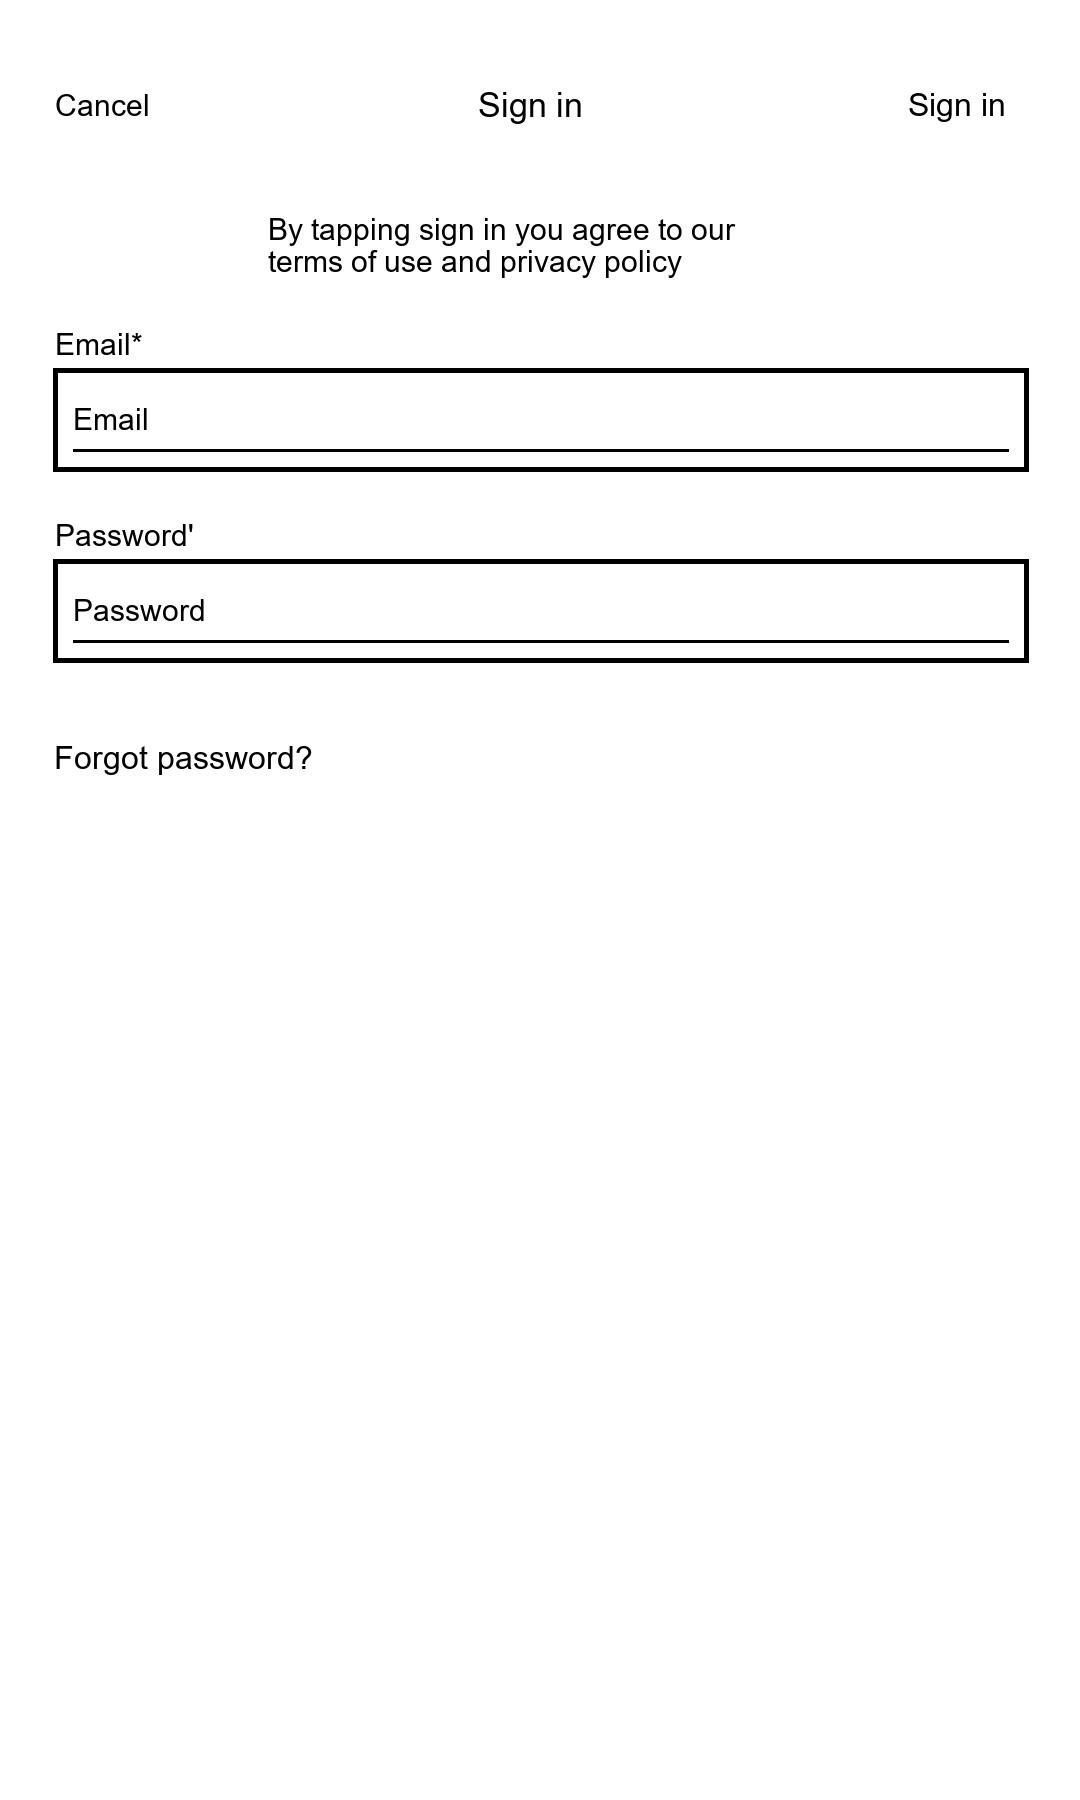 Cancel
Sign in
Sign in
By tapping sign in you agree to our
terms of use and privacy policy
Email*
Email
Password'
Password
Forgot password?